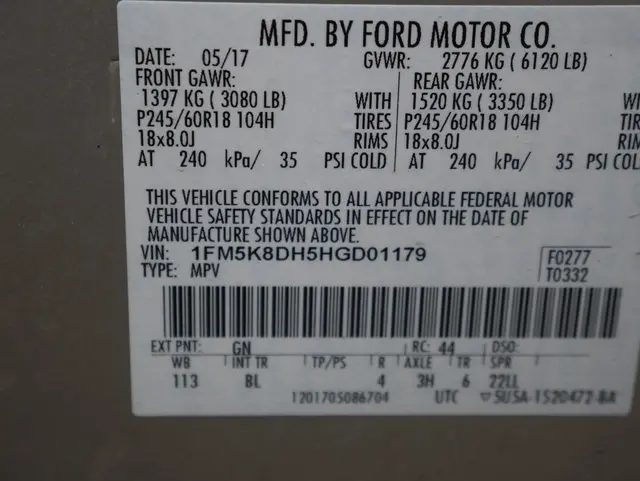 MFD. BY FORD MOTOR CO.
DATE: 05/17 GVWR: 2776 KG ( 6120 LB)
FRONT GAWR: REAR GAWR:
1397 KG ( 3080 LB) WITH 1520 KG ( 3350 LB)
P245/60R18 104H TIRES P245/60R18 104H
18x8.0J RIMS 18x8.0J
AT 240 kPa/ 35 PSI COLD AT 240 kPa/ 35 PSI
THIS VEHICLE CONFORMS TO ALL APPLICABLE FEDERAL MOTOR
VEHICLE SAFETY STANDARDS IN EFFECT ON THE DATE OF
MANUFACTURE SHOWN ABOVE.
VIN: 1FM5K8DH5HGD01179 F0277
TYPE: MPV T0332
EXT PNT: GN RC: 44 DSO:
WB INT TR TP/PS R AXLE TR SPR
113 BL 4 3H 6 22LL
1201705086704 UTC 5U5A-1520472-BA